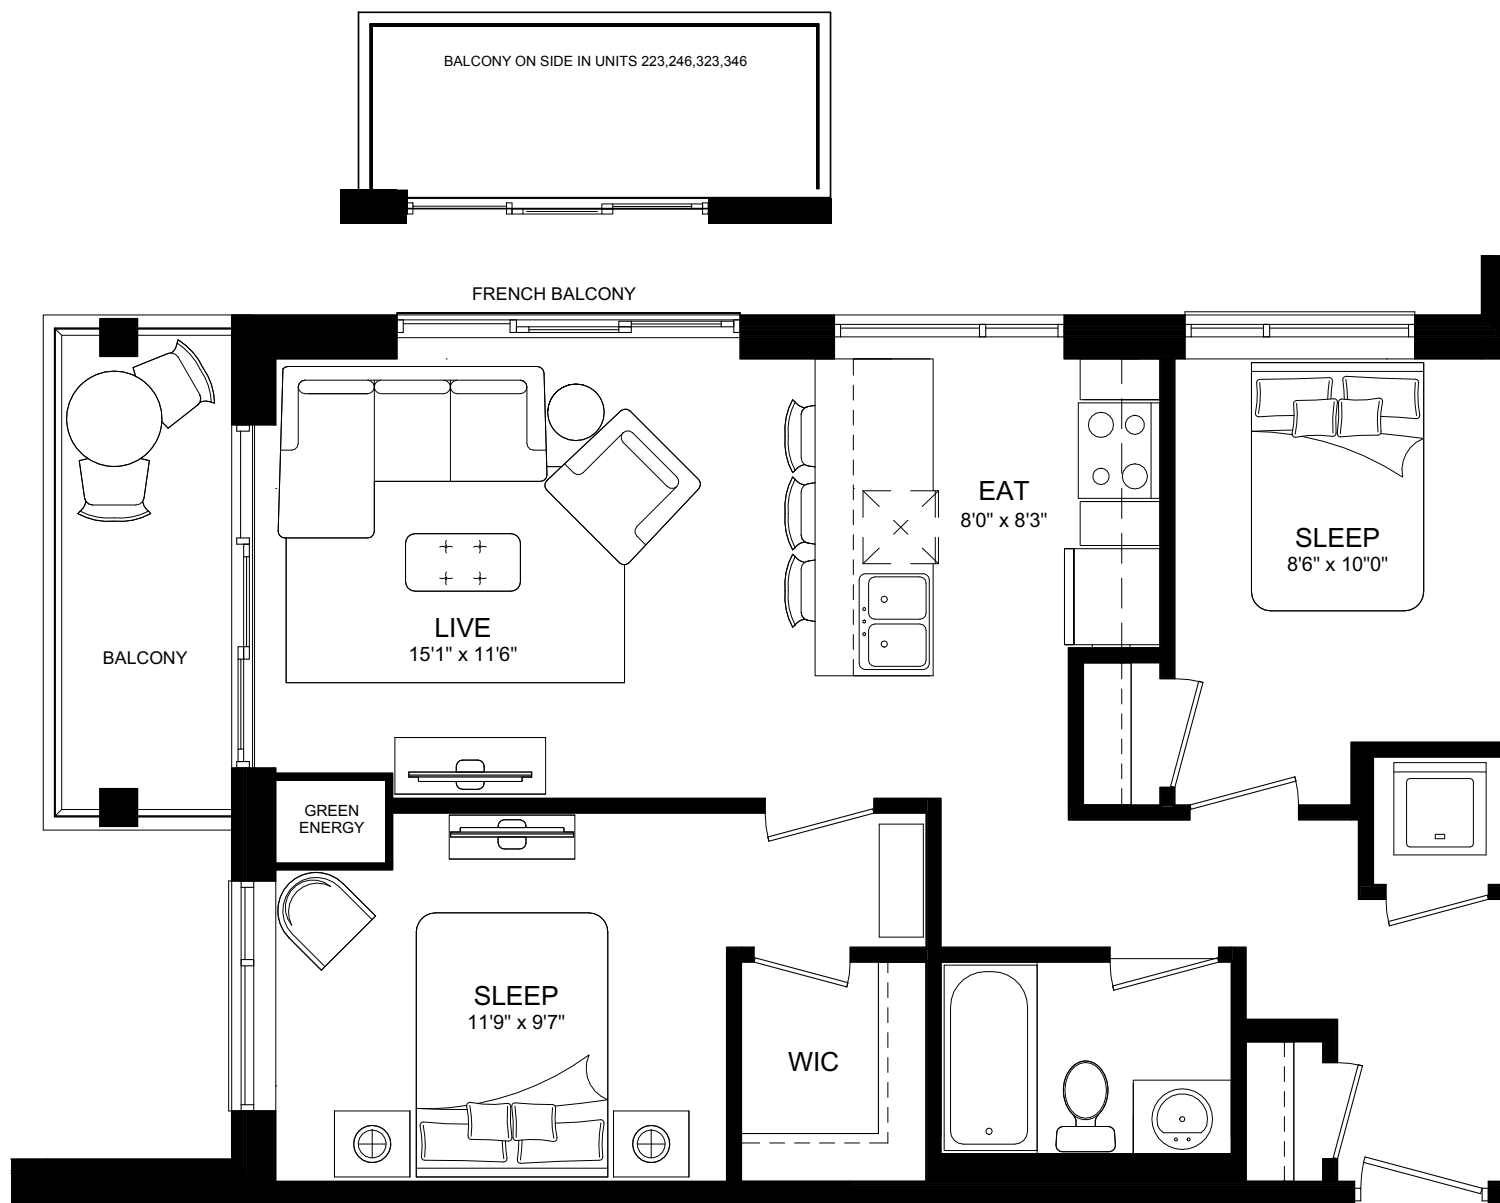 BALCONY ON SIDE IN UNITS 223,246,323,346
FRENCH BALCONY
EAT
8'0" x 8'3"
SLEEP
8'6" x 10"0"
LIVE
15'1" x 11'6"
BALCONY
GREEN
ENERGY
SLEEP
11'9" x 9'7"
WIC